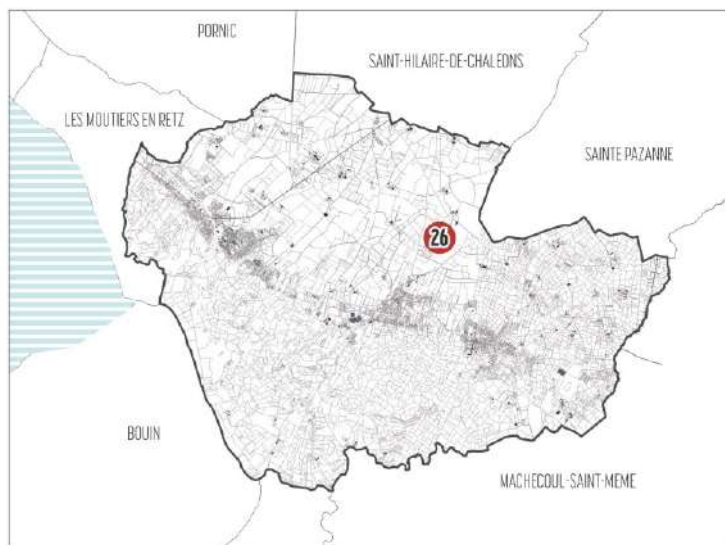 PORNIC
SAINT-HILAIRE-DE-CHALEONS
LES MOUTIERS EN RETZ
SAINTE PAZANNE
26
BOUIN
MACHECOUL-SAINT-MEME